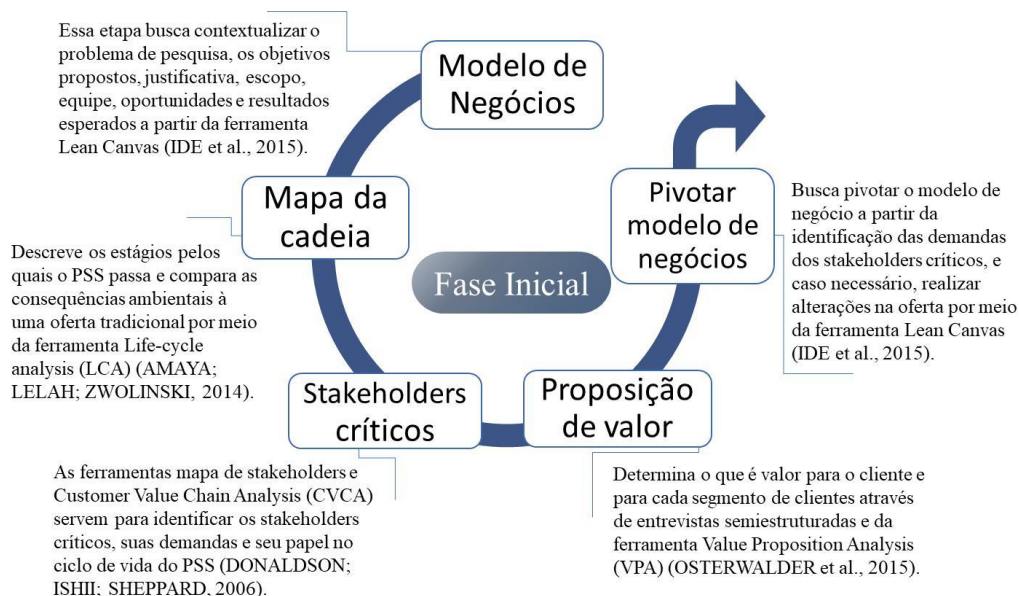 Essa etapa busca contextualizar o
problema de pesquisa, os objetivos
propostos, justificativa, escopo,
equipe, oportunidades e resultados
esperados a partir da ferramenta
Lean Canvas (IDE et al., 2015).
Modelo de
Negócios
Mapa da
cadeia
Descreve os estágios pelos
quais o PSS passa e compara as
consequências ambientais à
uma oferta tradicional por meio
da ferramenta Life-cycle
analysis (LCA) (AMAYA;
LELAH; ZWOLINSKI, 2014).
Stakeholders
críticos
As ferramentas mapa de stakeholders e
Customer Value Chain Analysis (CVCA)
servem para identificar os stakeholders
críticos, suas demandas e seu papel no
ciclo de vida do PSS (DONALDSON;
ISHII; SHEPPARD, 2006).
Proposição
de valor
Determina o que é valor para o cliente e
para cada segmento de clientes através
de entrevistas semiestruturadas e da
ferramenta Value Proposition Analysis
(VPA) (OSTERWALDER et al., 2015).
Pivotar
modelo de
negócios
Busca pivotar o modelo de
negócio a partir da
identificação das demandas
dos stakeholders críticos, e
caso necessário, realizar
alterações na oferta por meio
da ferramenta Lean Canvas
(IDE et al., 2015).
Fase Inicial